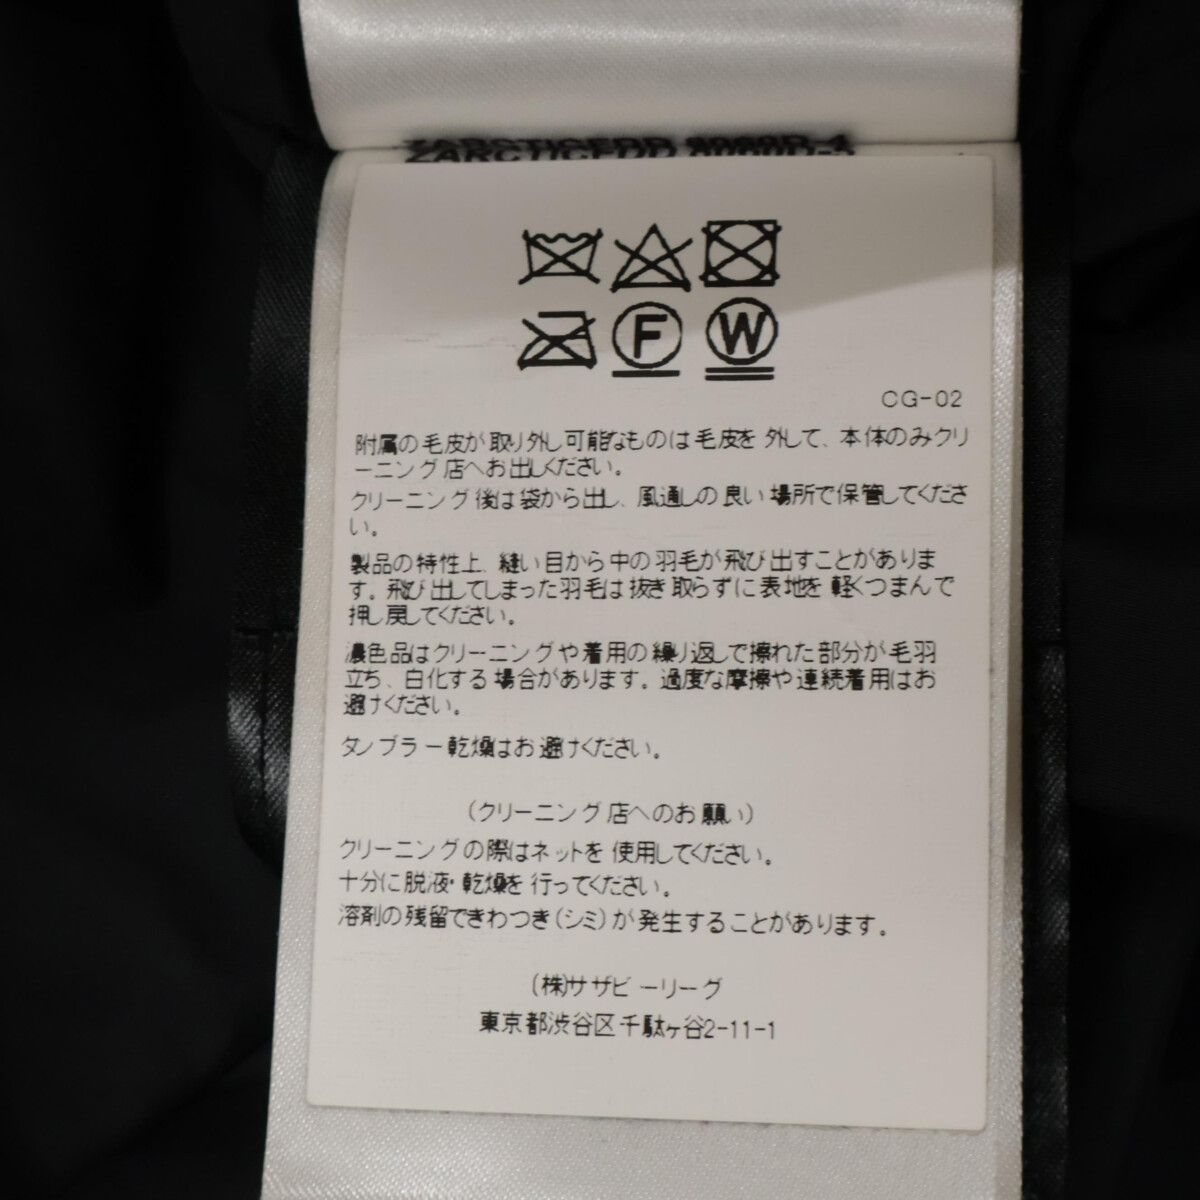 F
W
CG-02
附属の毛皮が取り外し可能なものは毛皮を外して、本体のみクリ
ーニング店へお出しください。
クリーニング後は袋から出し、風通しの良い場所で保管してくださ
い。
製品の特性上、縫い目から中の羽毛が飛び出すことがありま
す。飛び出してしまった羽毛は抜き取らずに表地を軽くつまんで
押し戻してください。
濃色品はクリーニングや着用の繰り返しで擦れた部分が毛羽
立ち、白化する場合があります。過度な摩擦や連続着用はお
避けください。
タンブラー乾燥はお避けください。
(クリーニング店へのお願い)
クリーニングの際はネットを使用してください。
十分に脱液・乾燥を行ってください。
溶剤の残留できわつき(シミ)が発生することがあります。
(株)サザビーリーグ
東京都渋谷区千駄ヶ谷2-11-1